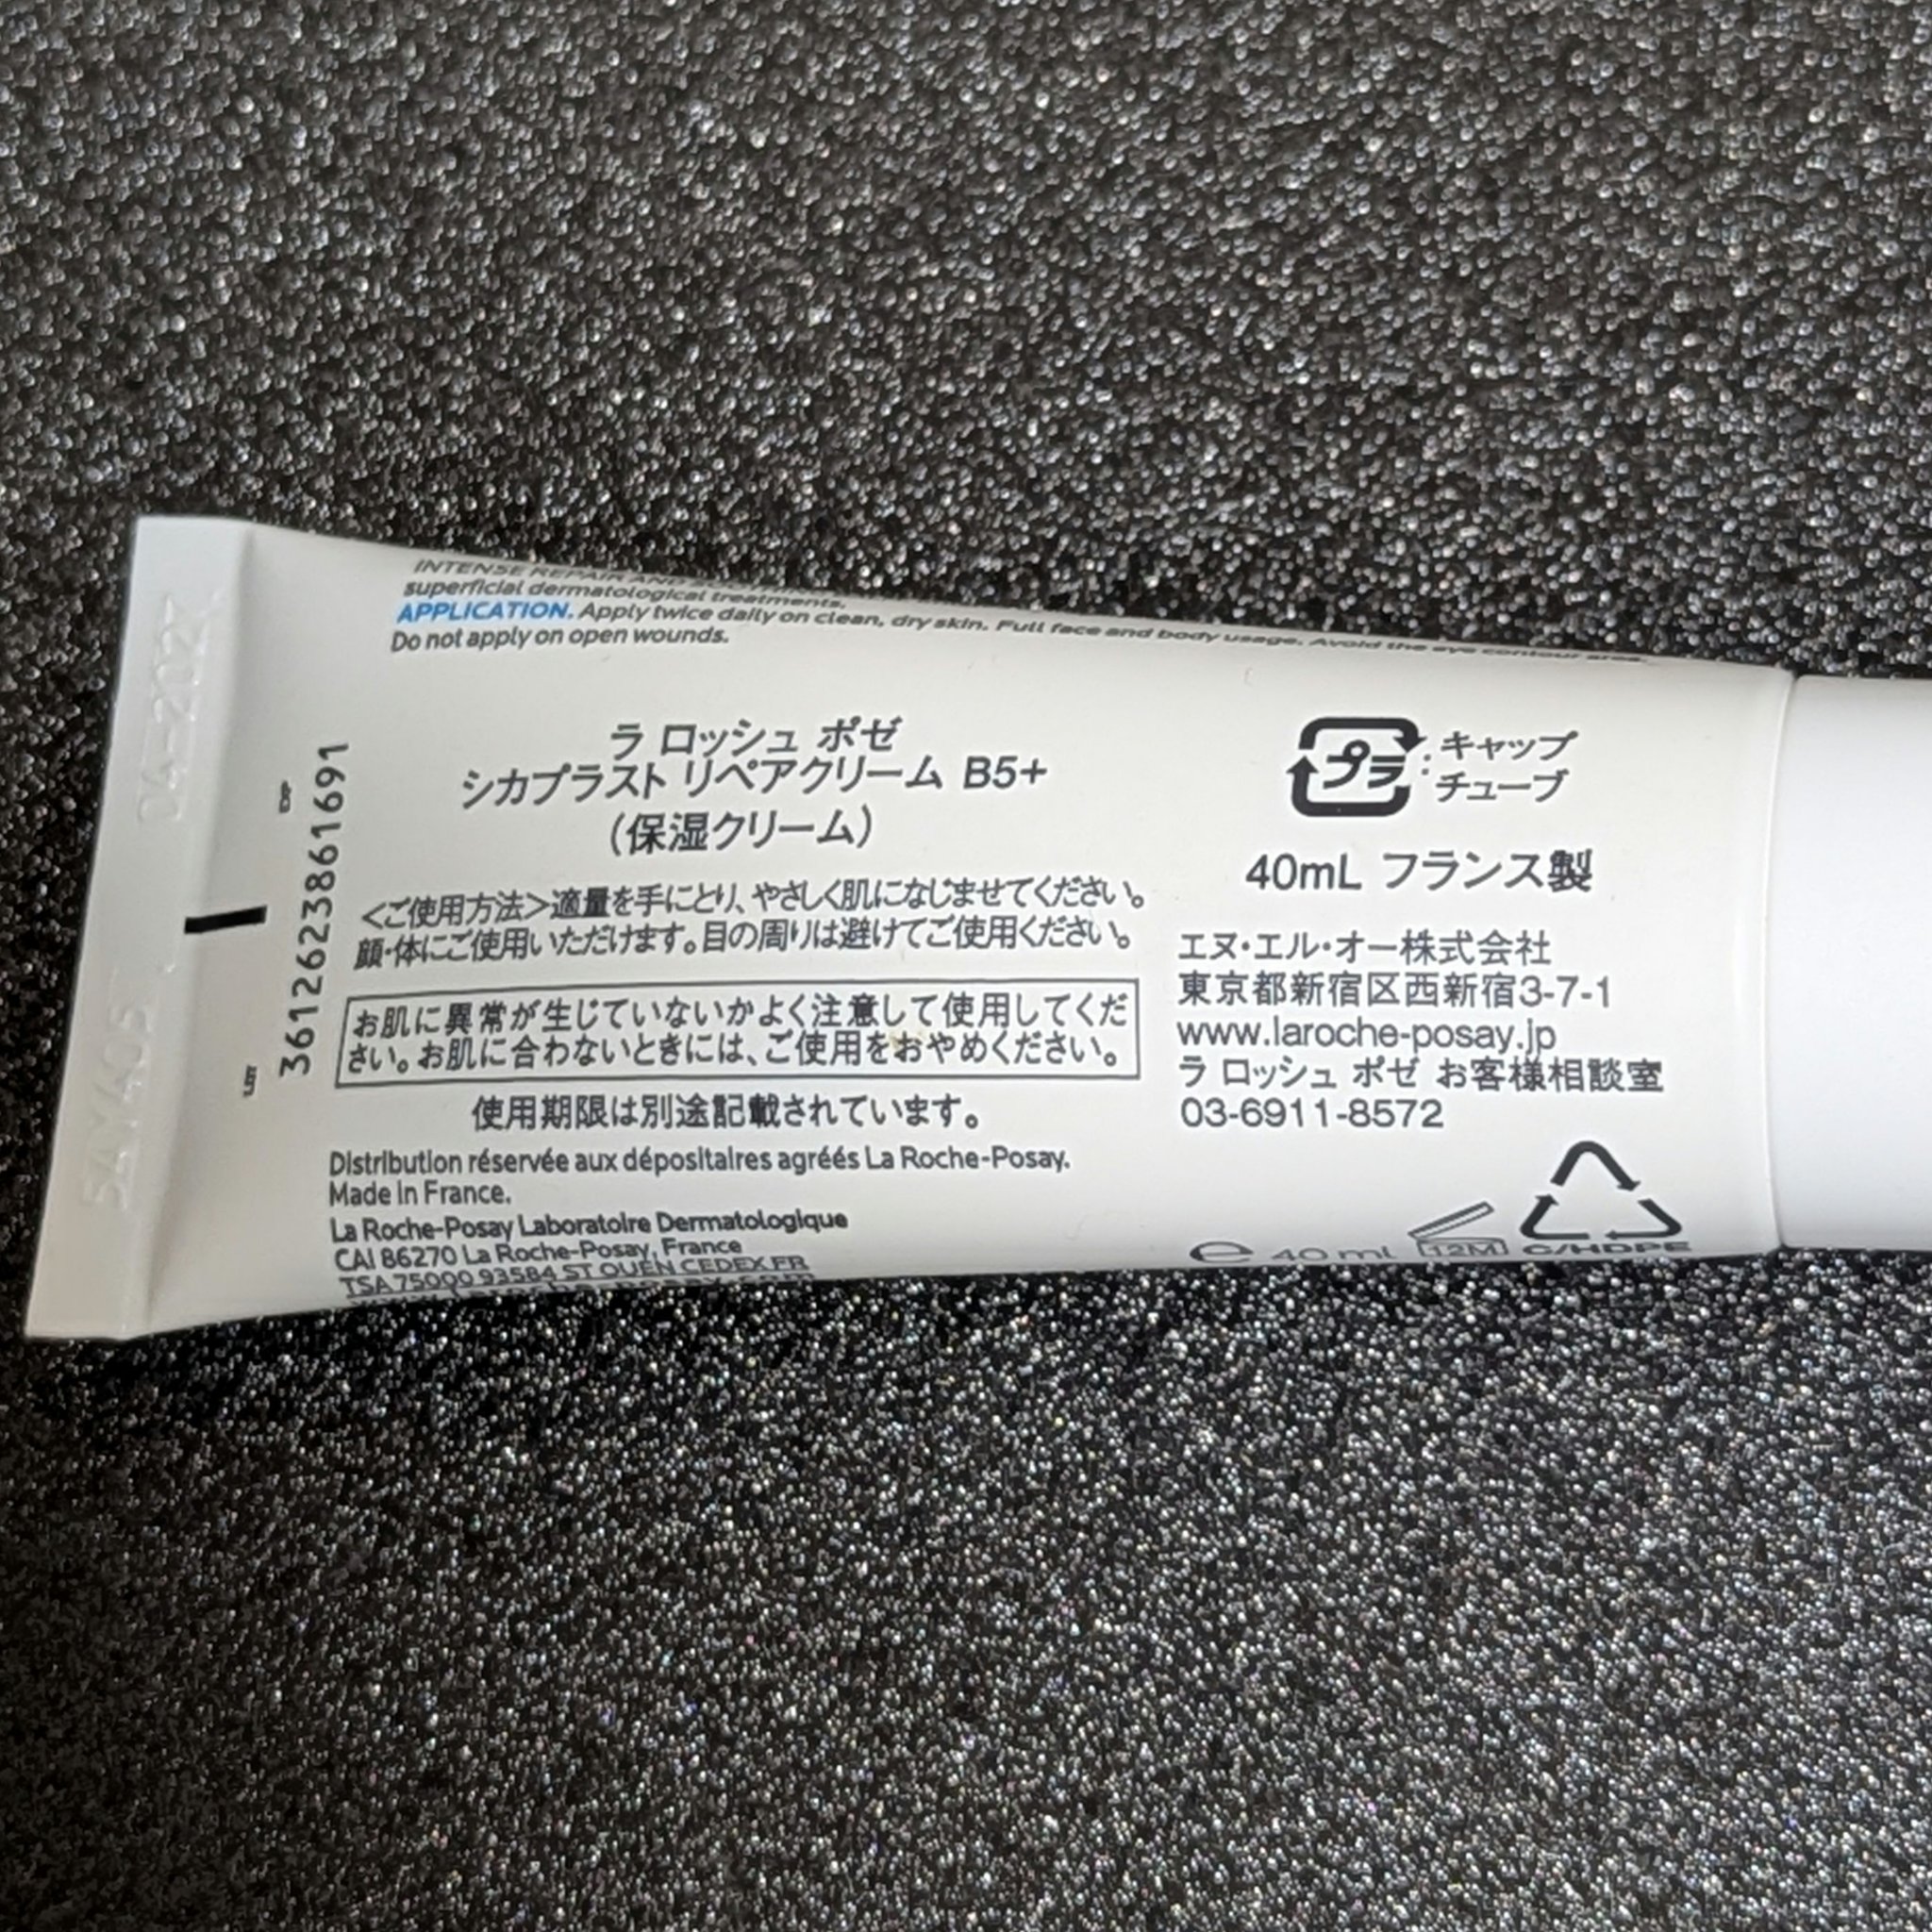 INTENSE REPAIR AND
superficial dermatological treatments.
APPLICATION. Apply twice daily on clean, dry skin. Full face and body usage. Avoid the eye contour area.
Do not apply on open wounds.
04-2027
EXP
3612623861691
LOT
ラ ロッシュ ポゼ
シカプラスト リペアクリーム B5+
(保湿クリーム)
<ご使用方法>適量を手にとり、やさしく肌になじませてください。
顔・体にご使用いただけます。目の周りは避けてご使用ください。
お肌に異常が生じていないかよく注意して使用してくだ
さい。お肌に合わないときには、ご使用をおやめください。
使用期限は別途記載されています。
Distribution réservée aux dépositaires agréés La Roche-Posay.
Made in France.
La Roche-Posay Laboratoire Dermatologique
CAI 86270 La Roche-Posay, France
TSA 75000 93584 ST OUEN CEDEX FR
プラ : キャップ
チューブ
40mL フランス製
エヌ・エル・オー株式会社
東京都新宿区西新宿3-7-1
www.laroche-posay.jp
ラ ロッシュ ポゼ お客様相談室
03-6911-8572
e 40 ml 12M C/HDPE